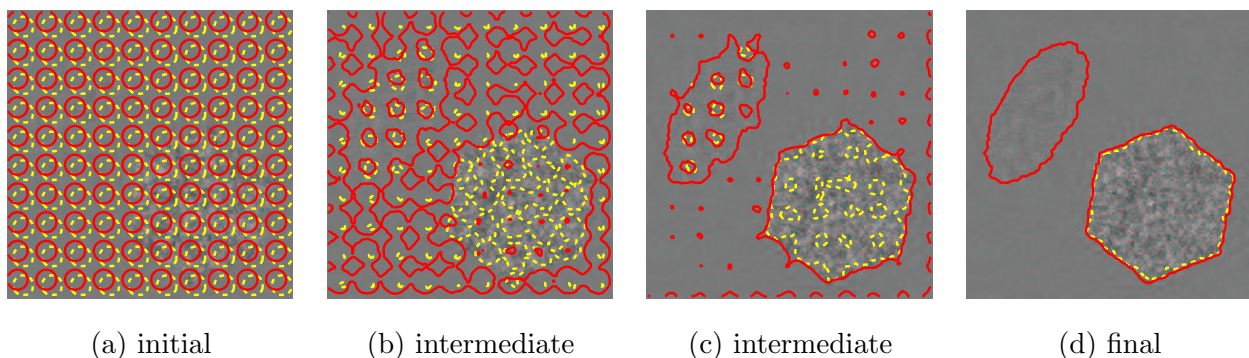 (a) initial
(b) intermediate
(c) intermediate
(d) final